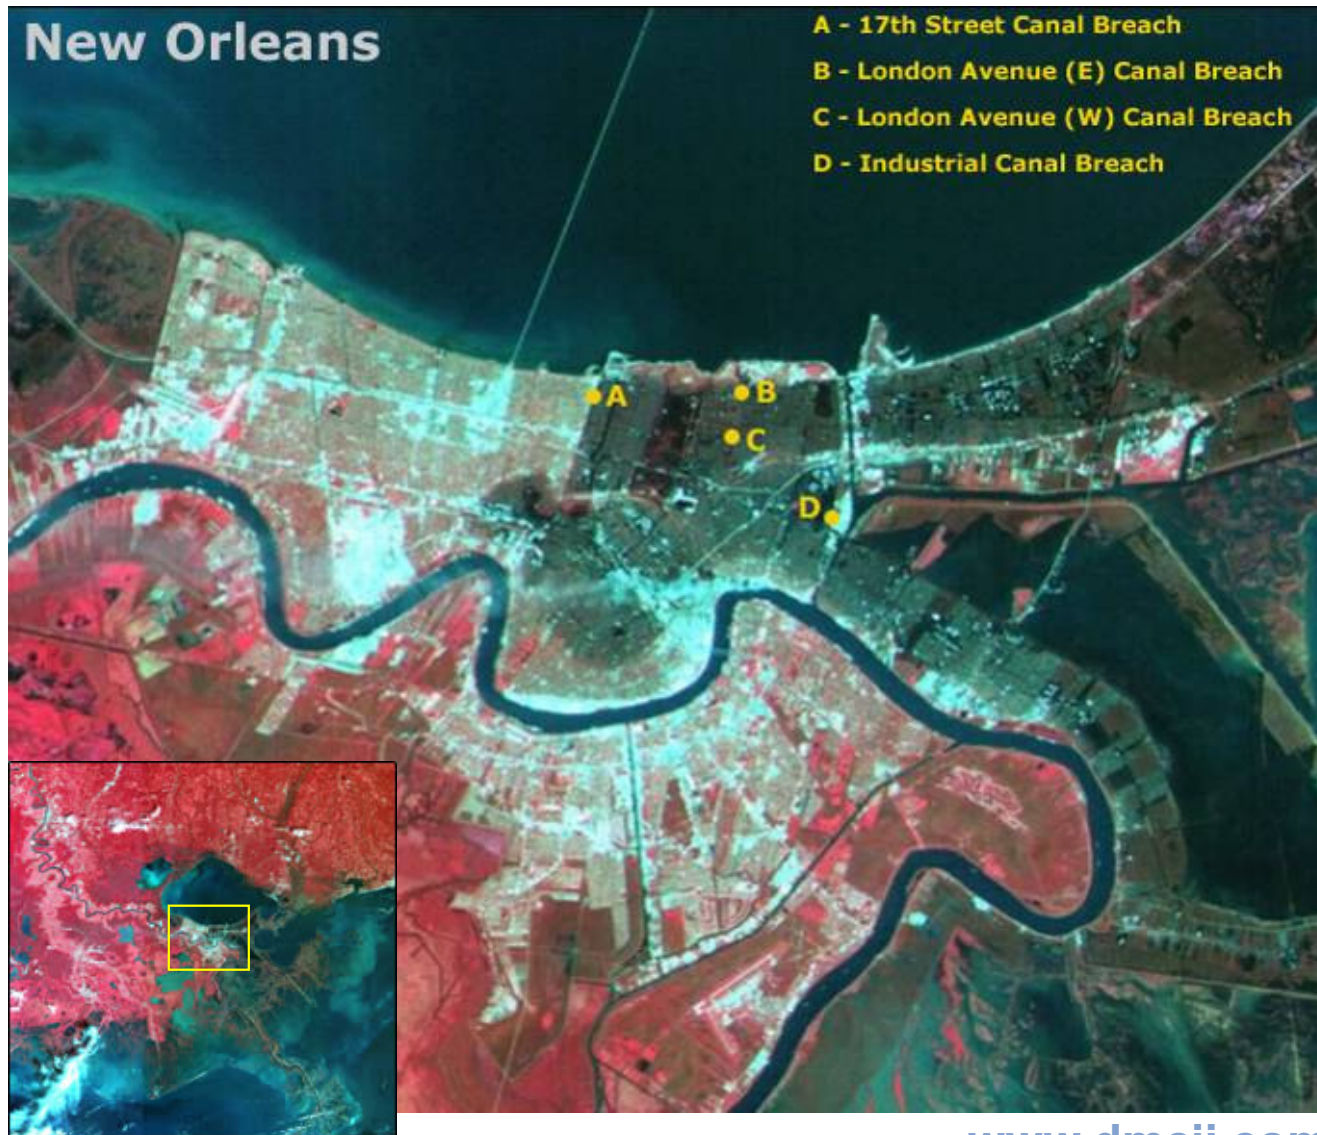 New Orleans
A - 17th Street Canal Breach
B - London Avenue (E) Canal Breach
C - London Avenue (W) Canal Breach
D - Industrial Canal Breach
A
B
C
D